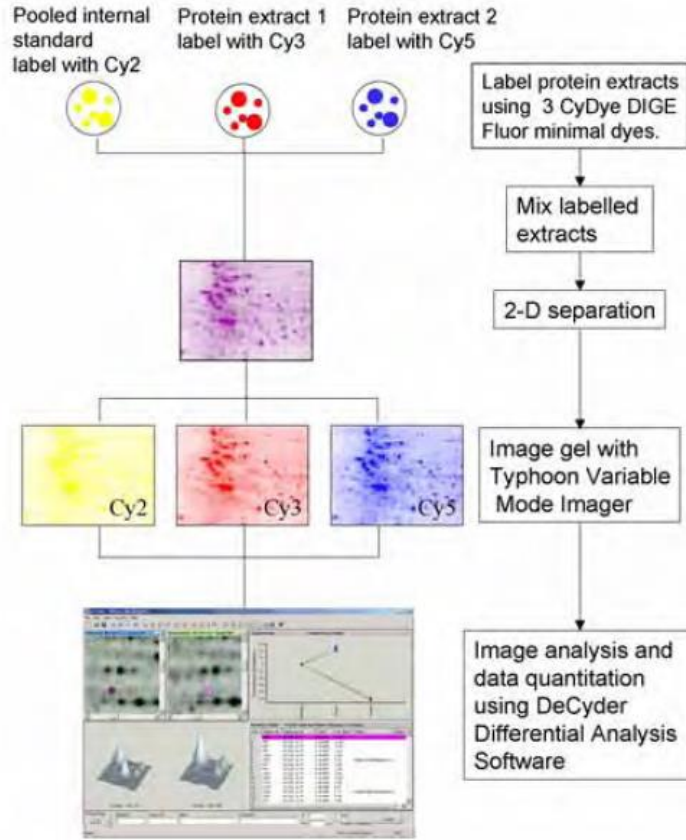 Pooled internal
standard
label with Cy2
Protein extract 1
label with Cy3
Protein extract 2
label with Cy5
Label protein extracts
using 3 CyDye DIGE
Fluor minimal dyes.
Mix labelled
extracts
2-D separation
Cy2
Cy3
Cy5
Image gel with
Typhoon Variable
Mode Imager
Image analysis and
data quantitation
using DeCyder
Differential Analysis
Software